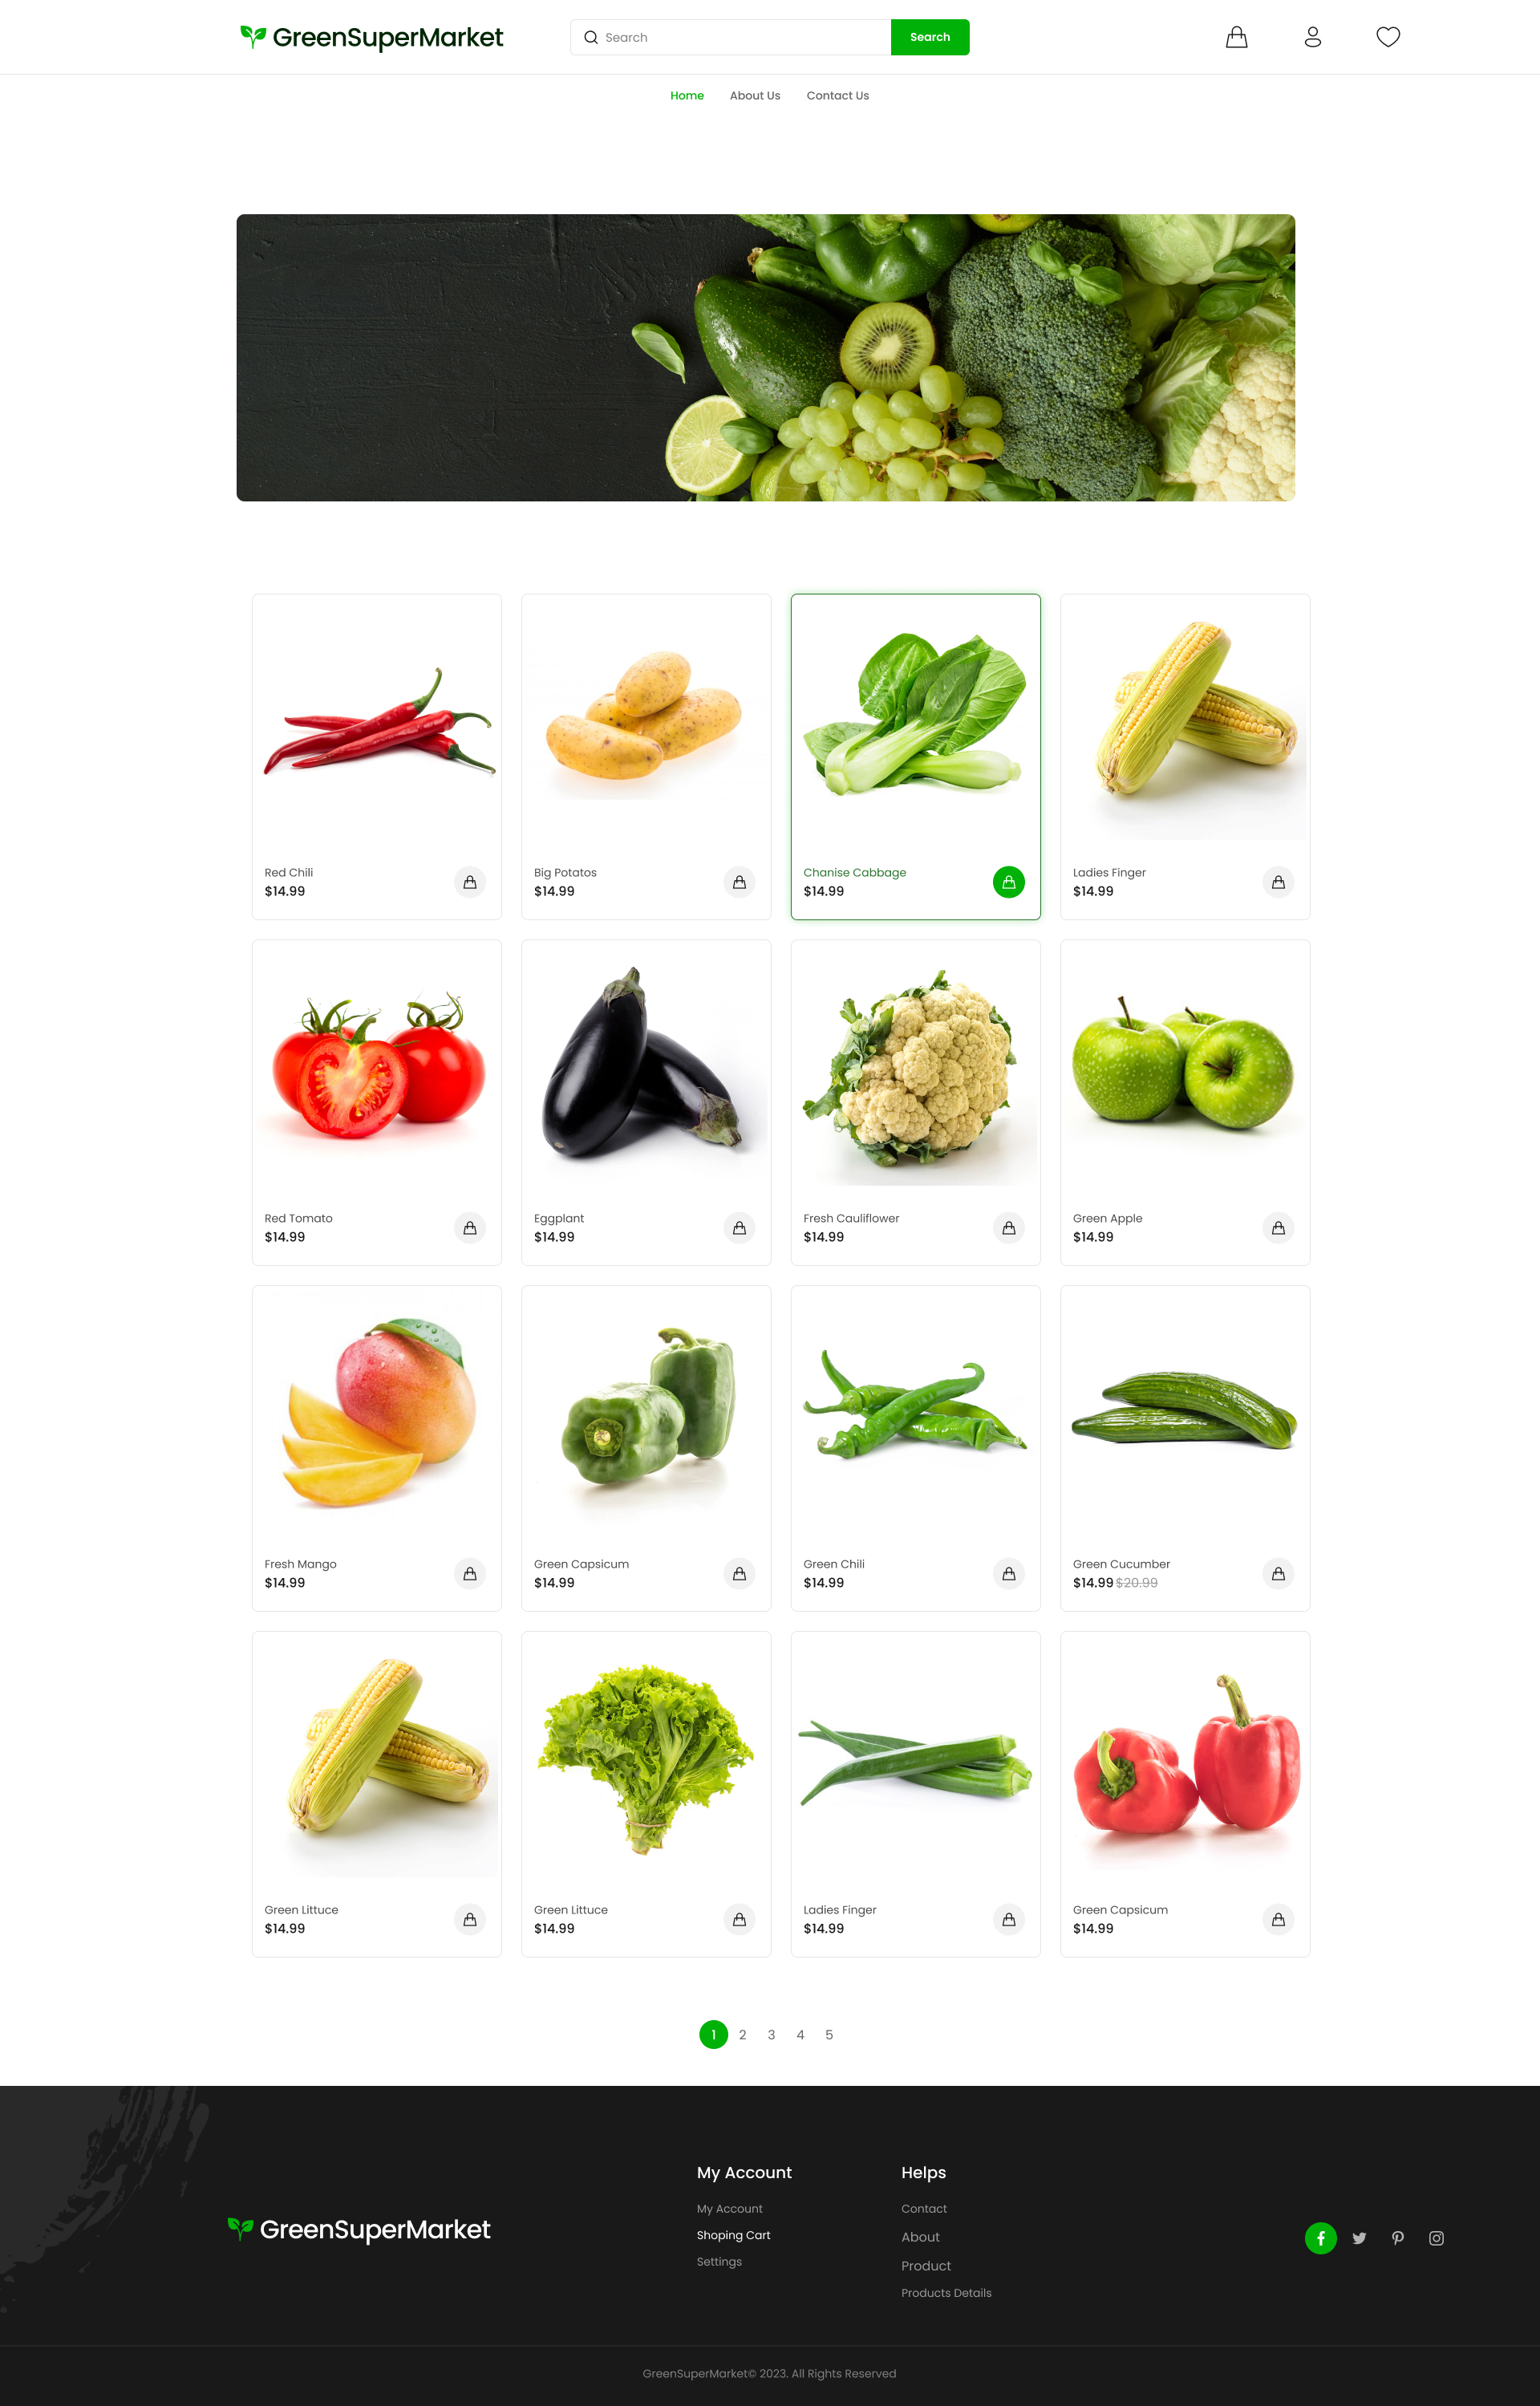 GreenSuperMarket
Search
Search
Home About Us Contact Us
Red Chili
$14.99
Big Potatos
$14.99
Chanise Cabbage
$14.99
Ladies Finger
$14.99
Red Tomato
$14.99
Eggplant
$14.99
Fresh Cauliflower
$14.99
Green Apple
$14.99
Fresh Mango
$14.99
Green Capsicum
$14.99
Green Chili
$14.99
Green Cucumber
$14.99 $20.99
Green Littuce
$14.99
Green Littuce
$14.99
Ladies Finger
$14.99
Green Capsicum
$14.99
1 2 3 4 5
GreenSuperMarket
My Account
My Account
Shoping Cart
Settings
Helps
Contact
About
Product
Products Details
GreenSuperMarket© 2023. All Rights Reserved